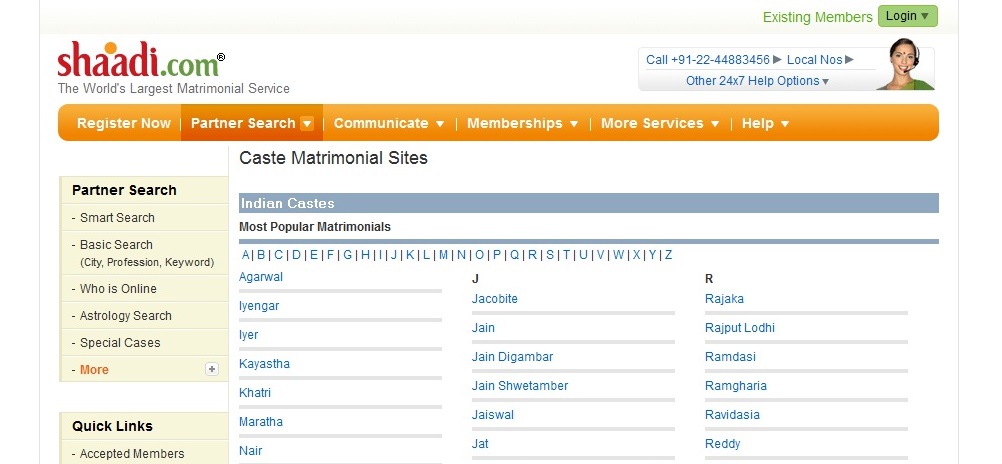 Existing Members Login
shaadi.com®
The World's Largest Matrimonial Service
Call +91-22-44883456 Local Nos
Other 24x7 Help Options
Register Now Partner Search Communicate Memberships More Services Help
Caste Matrimonial Sites
Partner Search
- Smart Search
- Basic Search
(City, Profession, Keyword)
- Who is Online
- Astrology Search
- Special Cases
- More
Quick Links
- Accepted Members
Indian Castes
Most Popular Matrimonials
A | B | C | D | E | F | G | H | I | J | K | L | M | N | O | P | Q | R | S | T | U | V | W | X | Y | Z
Agarwal
Iyengar
Iyer
Kayastha
Khatri
Maratha
Nair
J
Jacobite
Jain
Jain Digambar
Jain Shwetamber
Jaiswal
Jat
R
Rajaka
Rajput Lodhi
Ramdasi
Ramgharia
Ravidasia
Reddy